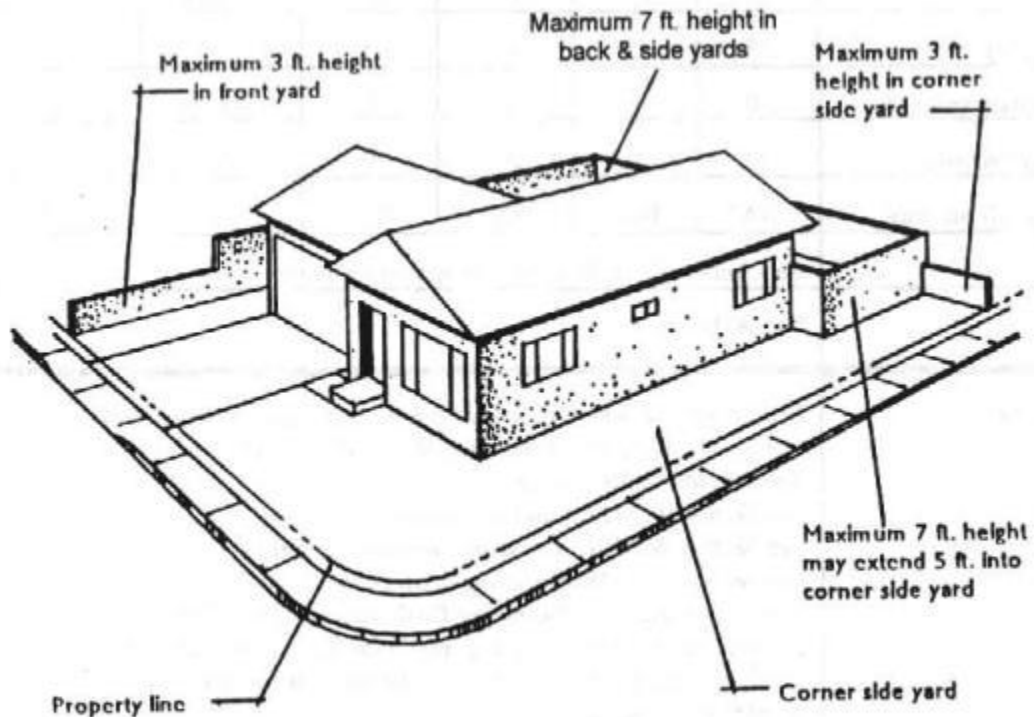 Maximum 7 ft. height in
back & side yards
Maximum 3 ft. height
in front yard
Maximum 3 ft.
height in corner
side yard
Maximum 7 ft. height
may extend 5 ft. into
corner side yard
Property line
Corner side yard